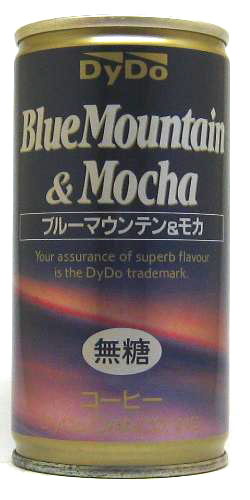 DyDo
Blue Mountain
& Mocha
ブルーマウンテン&モカ
Your assurance of superb flavour
is the DyDo trademark.
無糖
コーヒー